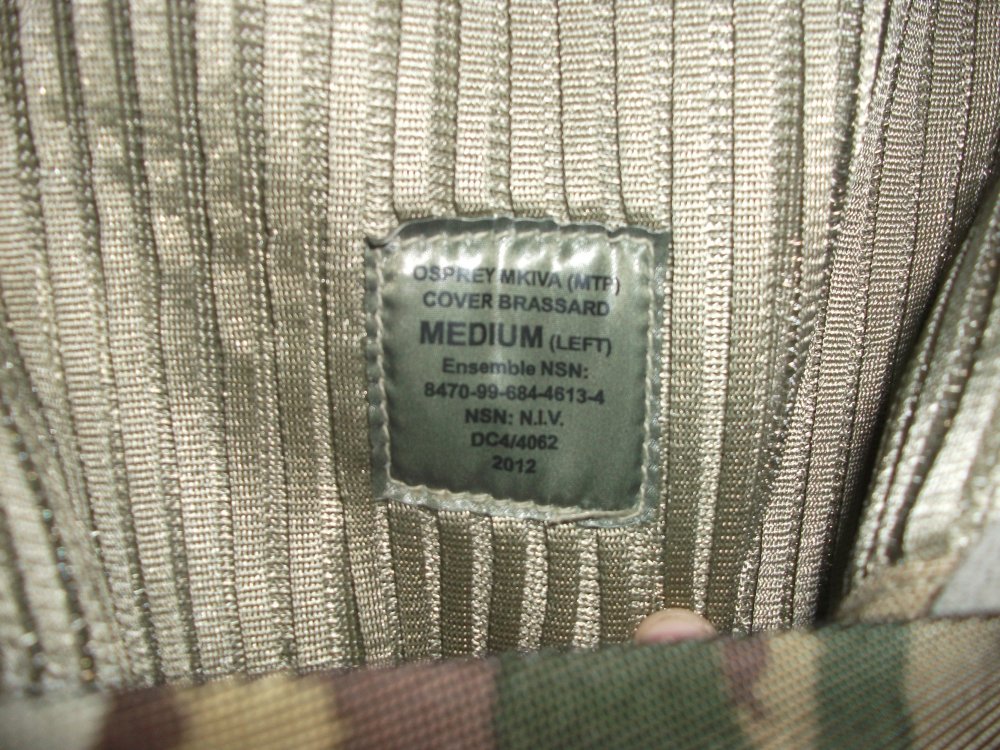 OSPREY MKIVA (MTP)
COVER BRASSARD
MEDIUM (LEFT)
Ensemble NSN:
8470-99-684-4613-4
NSN: N.I.V.
DC4/4062
2012